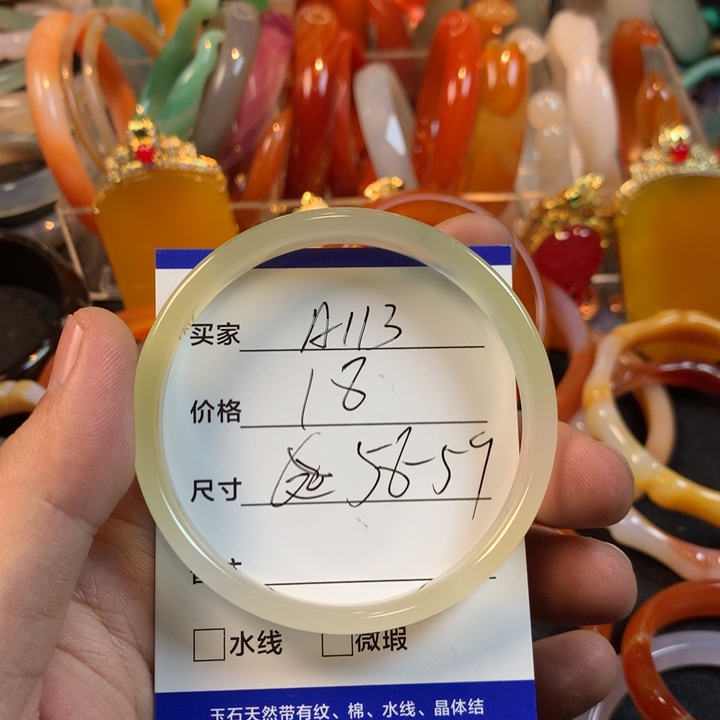 买家 A113
价格 18
尺寸 58-59
水线 微瑕
玉石天然带有纹、棉、水线、晶体结